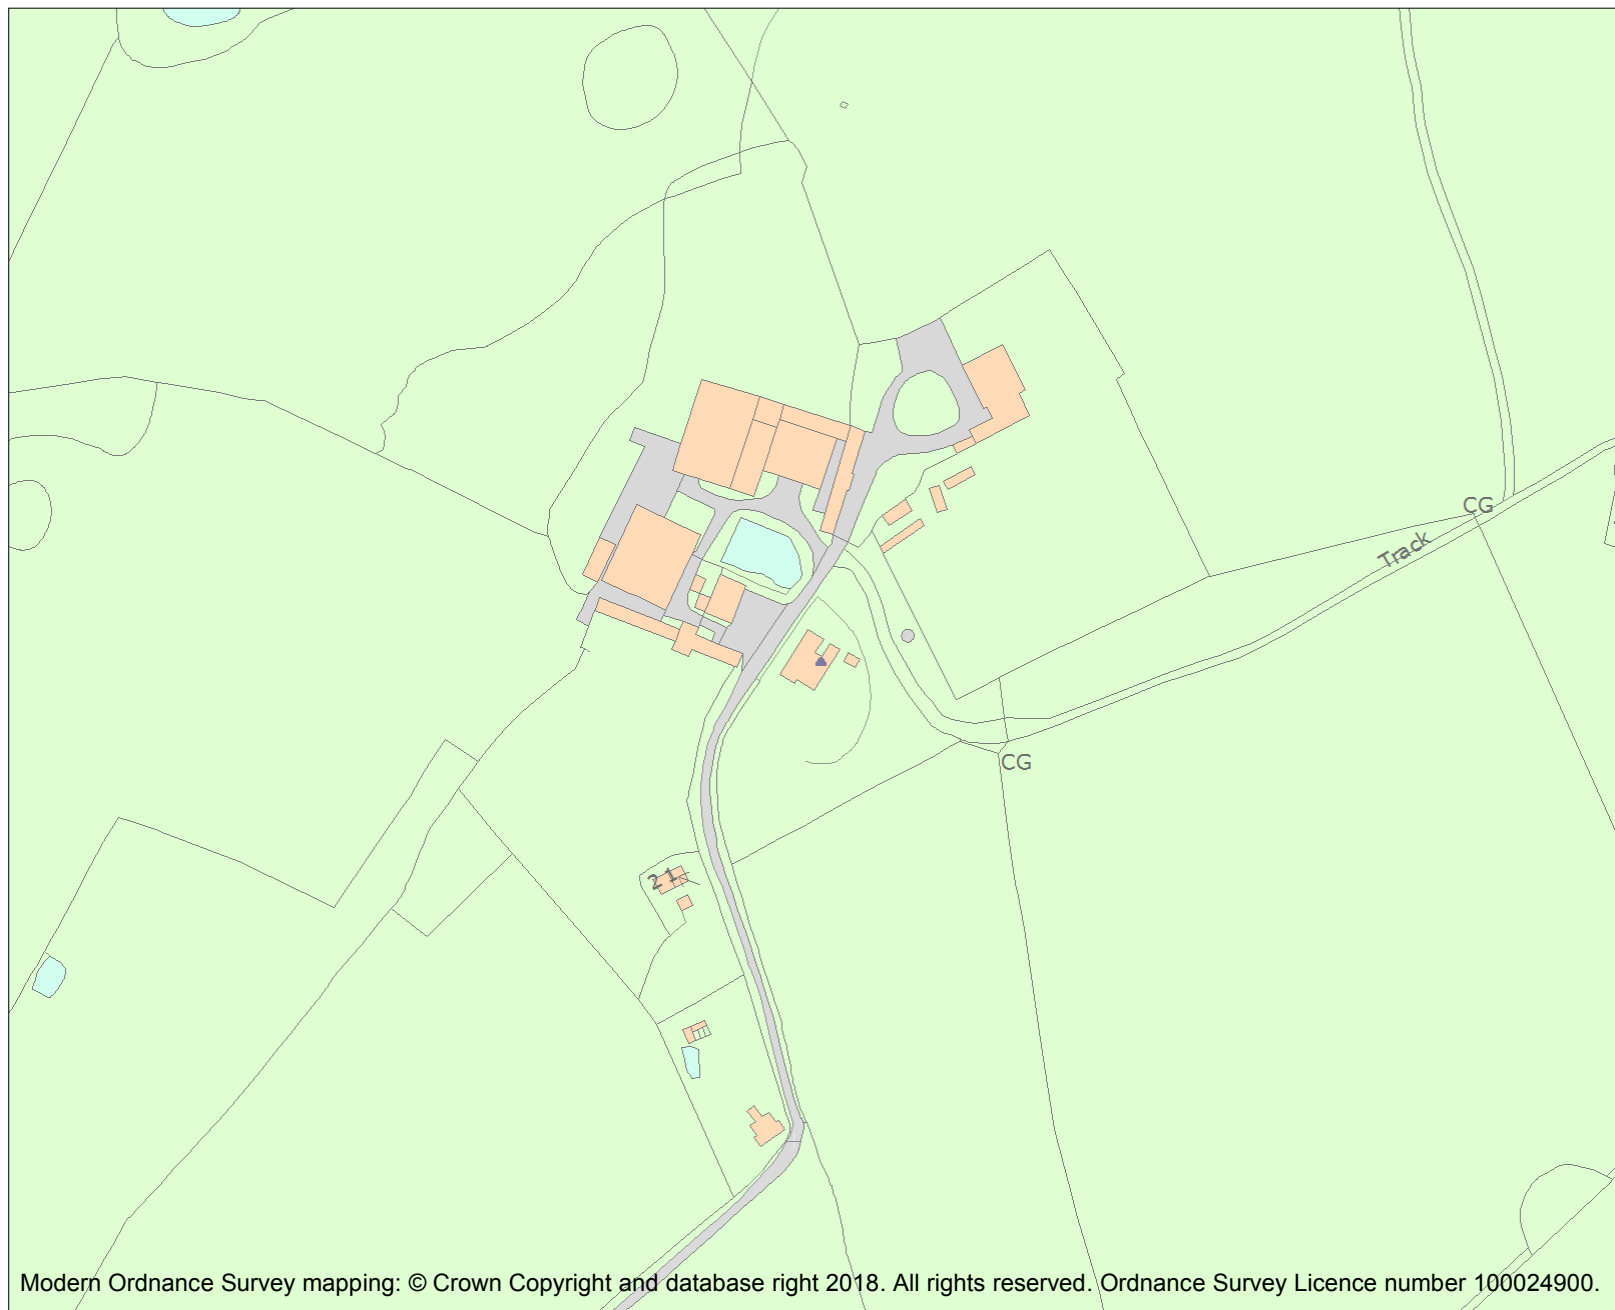 CG
Track
CG
2 1
Modern Ordnance Survey mapping: © Crown Copyright and database right 2018. All rights reserved. Ordnance Survey Licence number 100024900.